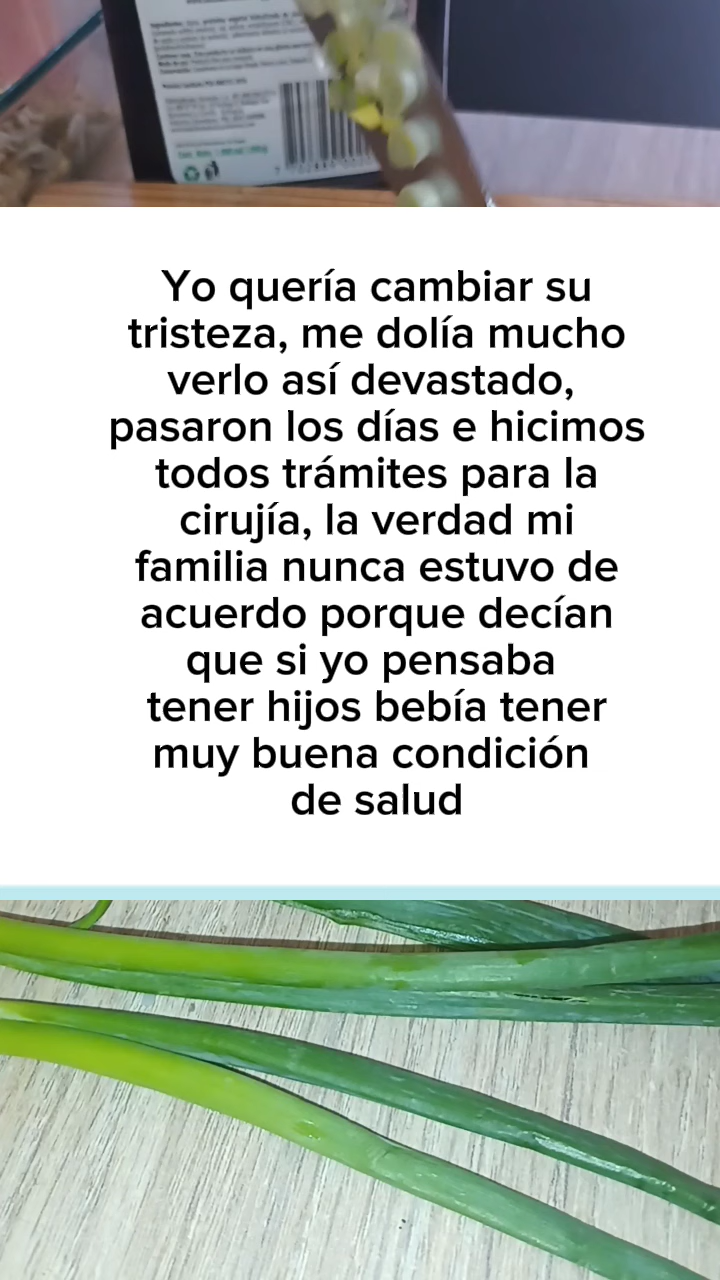 Yo quería cambiar su
tristeza, me dolía mucho
verlo así devastado,
pasaron los días e hicimos
todos trámites para la
cirujía, la verdad mi
familia nunca estuvo de
acuerdo porque decían
que si yo pensaba
tener hijos bebía tener
muy buena condición
de salud